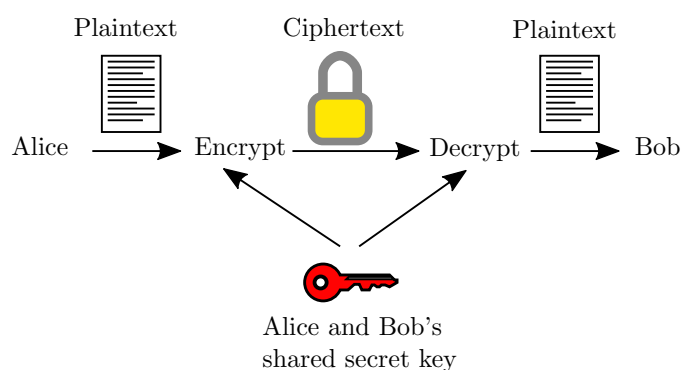 Plaintext
Ciphertext
Plaintext
Alice
Encrypt
Decrypt
Bob
Alice and Bob's
shared secret key